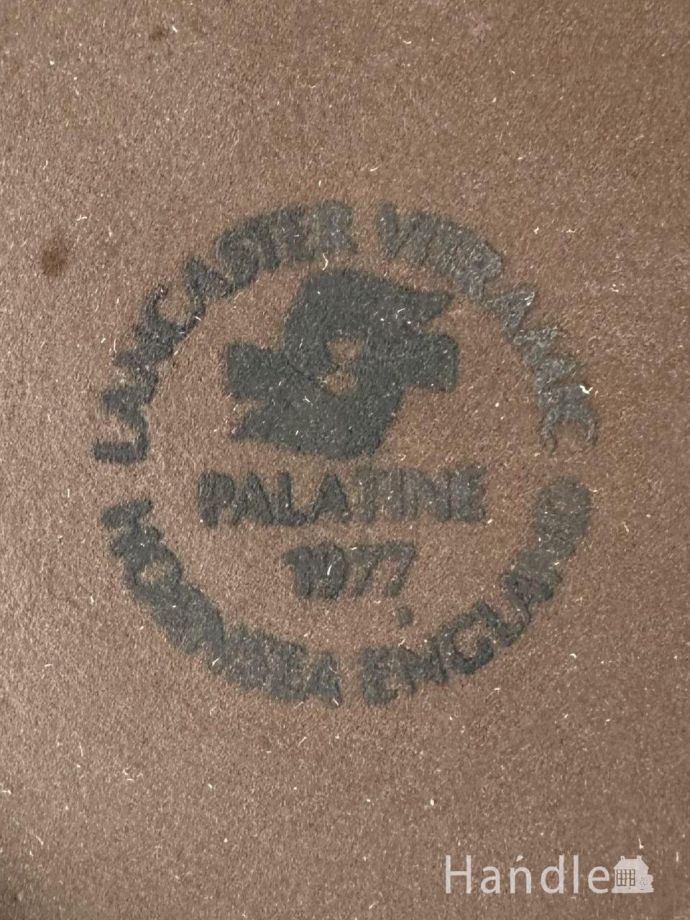 LANCASTER VITRAMIC
PALATINE
1977
HORNSEA ENGLAND
Handle